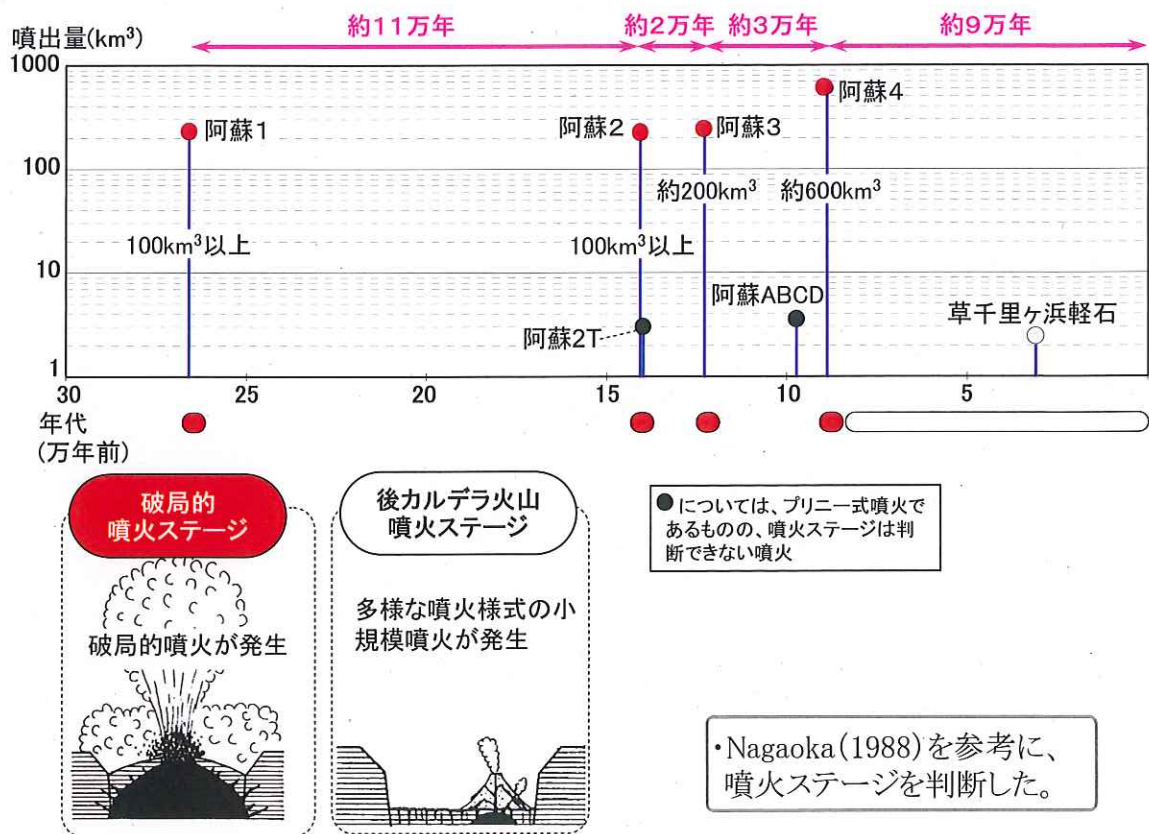 約11万年
約2万年
約3万年
約9万年
噴出量(km³)
1000
阿蘇4
阿蘇1
阿蘇2
阿蘇3
100
約200km³
約600km³
100km³以上
100km³以上
10
阿蘇ABCD
草千里ヶ浜軽石
阿蘇2T
1
30
25
20
15
10
5
年代
(万年前)
破局的
噴火ステージ
後カルデラ火山
噴火ステージ
●については、プリニー式噴火で
あるものの、噴火ステージは判
断できない噴火
破局的噴火が発生
多様な噴火様式の小
規模噴火が発生
・Nagaoka(1988)を参考に、
噴火ステージを判断した。